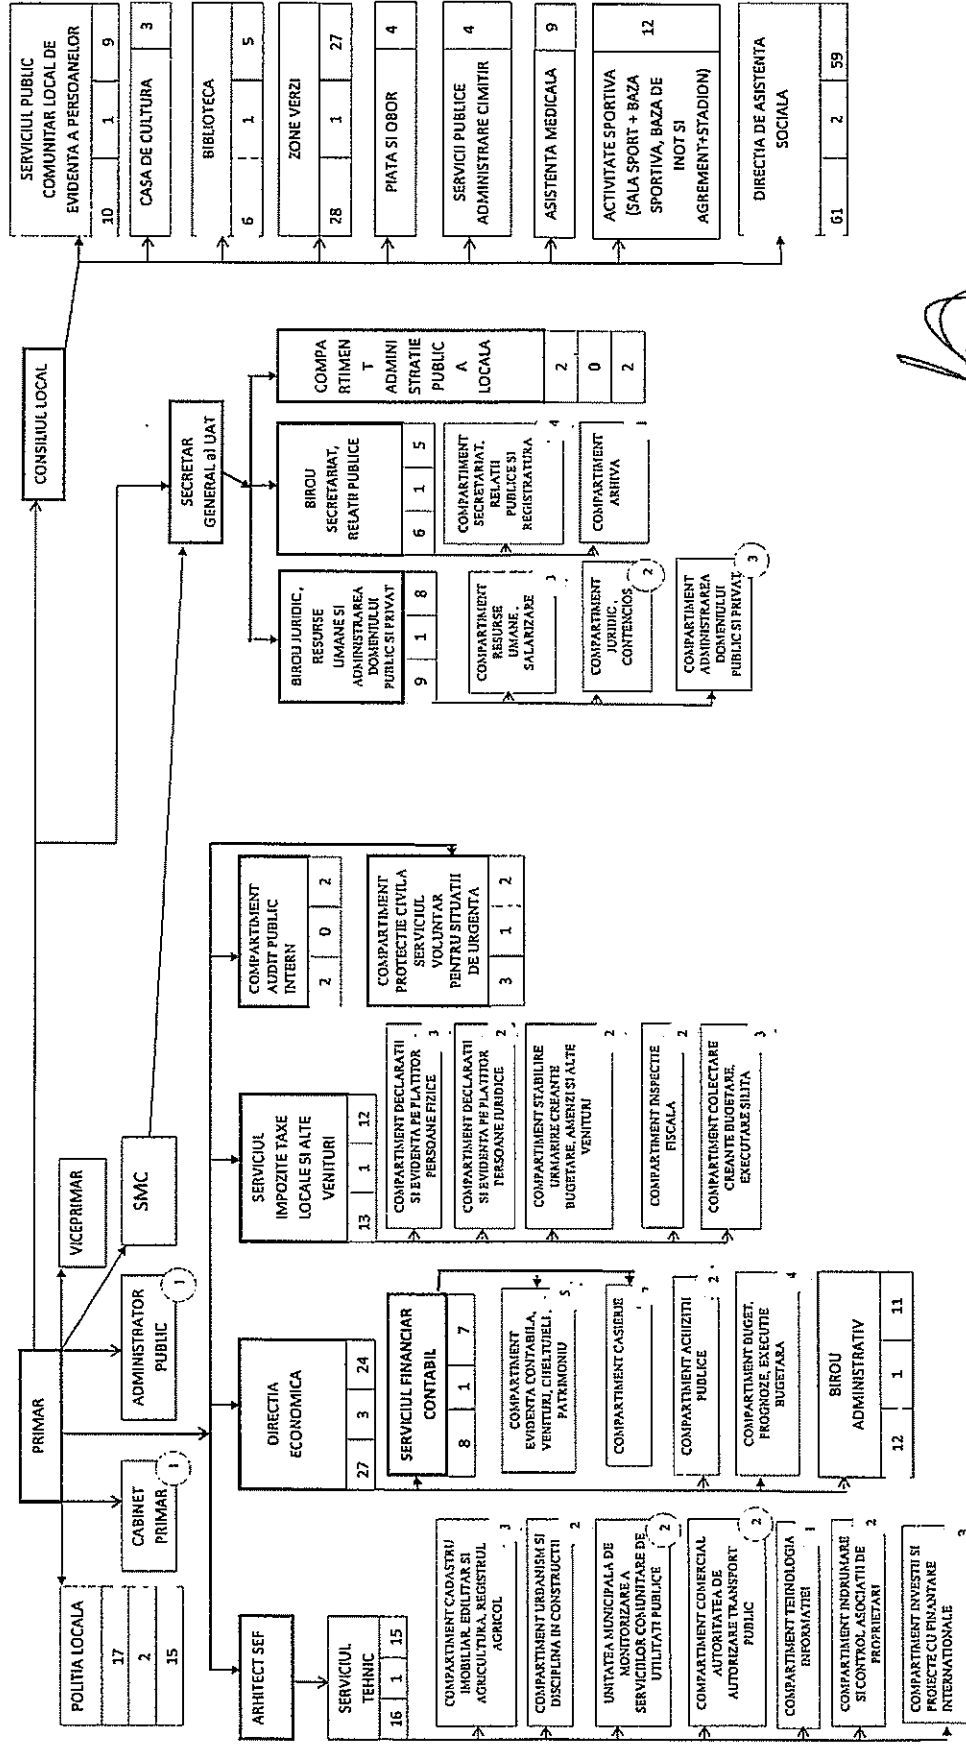 PRIMAR
CONSILIUL LOCAL
VICEPRIMAR
SMC
ADMINISTRATOR
PUBLIC
1
CABINET
PRIMAR
1
POLITIA LOCALA
17
2
15
SECRETAR
GENERAL al UAT
ARHITECT SEF
SERVICIUL
TEHNIC
16 1 15
COMPARTIMENT CADASTRU
IMOBILIAR, EDILITAR SI
AGRICULTURA, REGISTRUL
AGRICOL
3
COMPARTIMENT URBANISM SI
DISCIPLINA IN CONSTRUCTII
2
UNITATE MUNICIPALA DE
MONITORIZARE A
SERVICIILOR COMUNITARE DE
UTILITATI PUBLICE
2
COMPARTIMENT COMERCIAL
AUTORITATEA DE
AUTORIZARE TRANSPORT
PUBLIC
2
COMPARTIMENT TEHNOLOGIA
INFORMATIEI
1
COMPARTIMENT INDRUMARE
SI CONTROL ASOCIATII DE
PROPRIETARI
2
COMPARTIMENT INVESTII SI
PROIECTE CU FINANTARE
INTERNATIONALE
3
DIRECTIA
ECONOMICA
27 3 24
SERVICIUL FINANCIAR
CONTABIL
8 1 7
COMPARTIMENT
EVIDENTA CONTABILA,
VENITURI, CHELTUIELI,
PATRIMONIU
5
COMPARTIMENT CASIERIE
COMPARTIMENT ACHIZITII
PUBLICE
2
COMPARTIMENT BUGET,
PROGNOZE, EXECUTIE
BUGETARA
4
BIROU
ADMINISTRATIV
12 1 11
SERVICIUL
IMPOZITE TAXE
LOCALE SI ALTE
VENITURI
13 1 12
COMPARTIMENT DECLARATII
SI EVIDENTA PE PLATITOR
PERSOANE FIZICE
3
COMPARTIMENT DECLARATII
SI EVIDENTA PE PLATITOR
PERSOANE JURIDICE
2
COMPARTIMENT STABILIRE
URMARIRE CREANTE
BUGETARE, AMENZI SI ALTE
VENITURI
2
COMPARTIMENT INSPECTIE
FISCALA
2
COMPARTIMENT COLECTARE
CREANTE BUGETARE,
EXECUTARE SILITA
3
COMPARTIMENT
AUDIT PUBLIC
INTERN
2 0 2
COMPARTIMENT
PROTECTIE CIVILA
SERVICIUL
VOLUNTAR
PENTRU SITUATII
DE URGENTA
3 1 2
BIROU JURIDIC,
RESURSE
UMANE SI
ADMINISTRAREA
DOMENIULUI
PUBLIC SI PRIVAT
9 1 8
COMPARTIMENT
RESURSE
UMANE,
SALARIZARE
3
COMPARTIMENT
JURIDIC,
CONTENCIOS
2
COMPARTIMENT
ADMINISTRAREA
DOMENIULUI
PUBLIC SI PRIVAT
3
BIROU
SECRETARIAT,
RELATII PUBLICE
6 1 5
COMPARTIMENT
SECRETARIAT,
RELATII
PUBLICE SI
REGISTRATURA
4
COMPARTIMENT
ARHIVA
1
COMPA
RTIMEN
T
ADMINI
STRATIE
PUBLIC
A
LOCALA
2
0
2
SERVICIUL PUBLIC
COMUNITAR LOCAL DE
EVIDENTA A PERSOANELOR
10 1 9
CASA DE CULTURA
3
BIBLIOTECA
6 1 5
ZONE VERZI
28 1 27
PIATA SI OBOR
4
SERVICII PUBLICE
ADMINISTRARE CIMITIR
4
ASISTENTA MEDICALA
9
ACTIVITATE SPORTIVA
(SALA SPORT + BAZA
SPORTIVA, BAZA DE
INOT SI
AGREMENT+STADION)
12
DIRECTIA DE ASISTENTA
SOCIALA
61 2 59